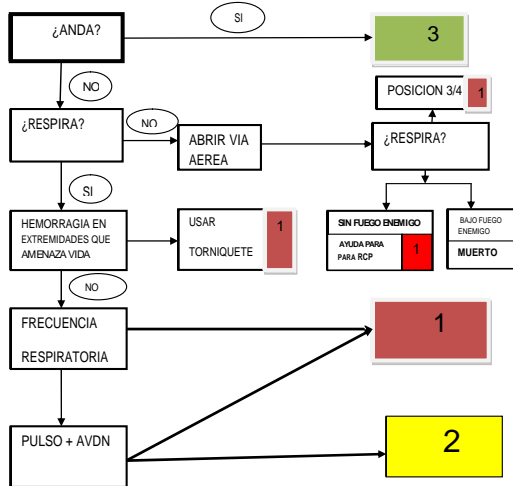 ¿ANDA?
SI
3
NO
¿RESPIRA?
NO
ABRIR VIA
AEREA
POSICION 3/4
1
¿RESPIRA?
SI
HEMORRAGIA EN
EXTREMIDADES QUE
AMENAZA VIDA
USAR
TORNIQUETE
1
SIN FUEGO ENEMIGO
AYUDA PARA
PARA RCP
1
BAJO FUEGO
ENEMIGO
MUERTO
NO
FRECUENCIA
RESPIRATORIA
1
PULSO + AVDN
2